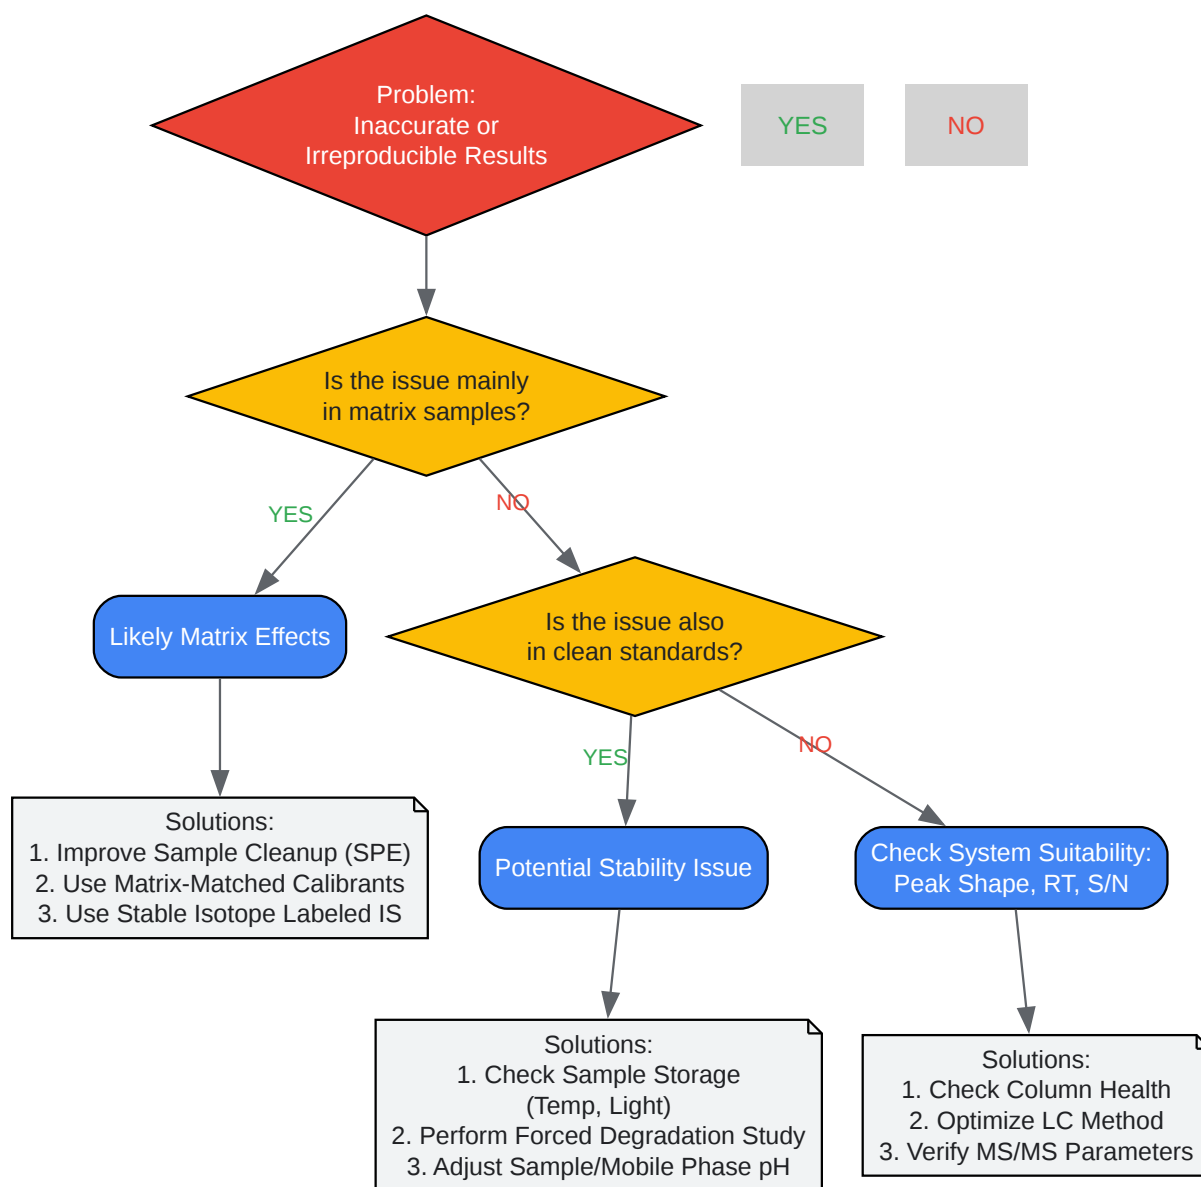 Problem:
Inaccurate or
Irreproducible Results
YES
NO
Is the issue mainly
in matrix samples?
YES
NO
Likely Matrix Effects
Is the issue also
in clean standards?
YES
NO
Solutions:
1. Improve Sample Cleanup (SPE)
2. Use Matrix-Matched Calibrants
3. Use Stable Isotope Labeled IS
Potential Stability Issue
Check System Suitability:
Peak Shape, RT, S/N
Solutions:
1. Check Sample Storage
(Temp, Light)
2. Perform Forced Degradation Study
3. Adjust Sample/Mobile Phase pH
Solutions:
1. Check Column Health
2. Optimize LC Method
3. Verify MS/MS Parameters